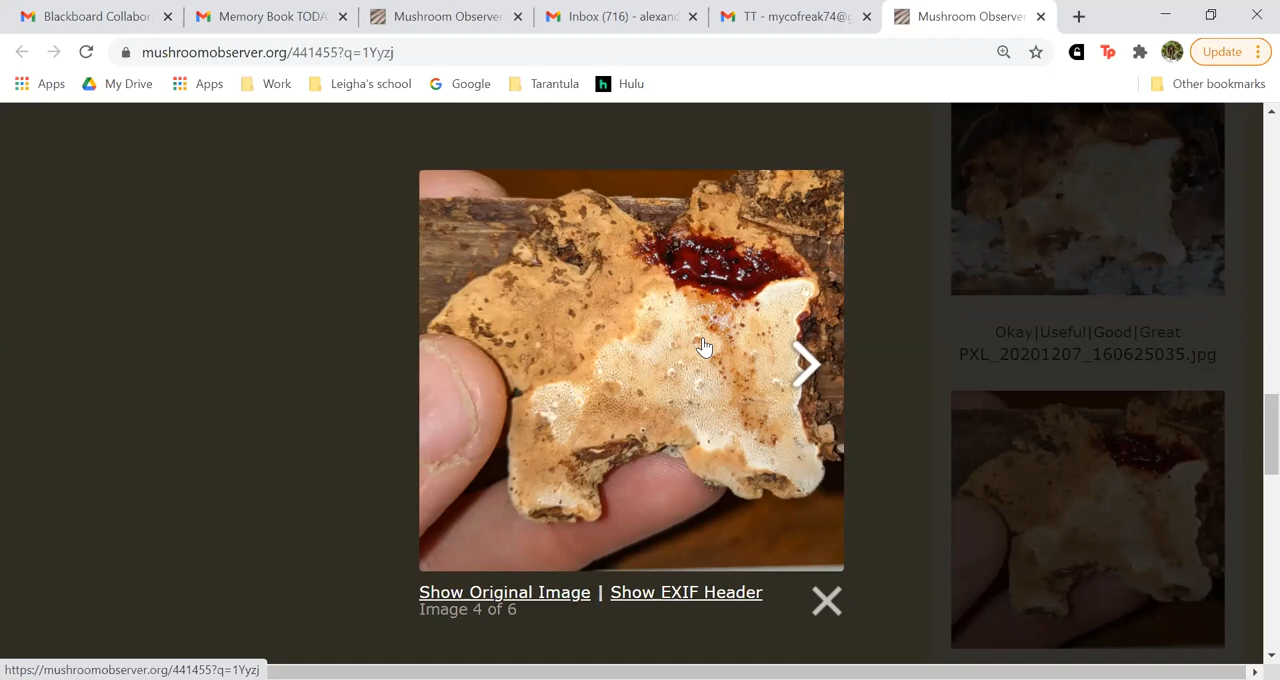 Blackboard Collabor
Memory Book TODA
Mushroom Observer
Inbox (716) - alexand
TT - mycofreak74@g
Mushroom Observer
mushroomobserver.org/441455?q=1Yyzj
Update
Apps
My Drive
Apps
Work
Leigha's school
Google
Tarantula
h Hulu
Other bookmarks
Okay|Useful|Good|Great
PXL_20201207_160625035.jpg
Show Original Image | Show EXIF Header
Image 4 of 6
https://mushroomobserver.org/441455?q=1Yyzj